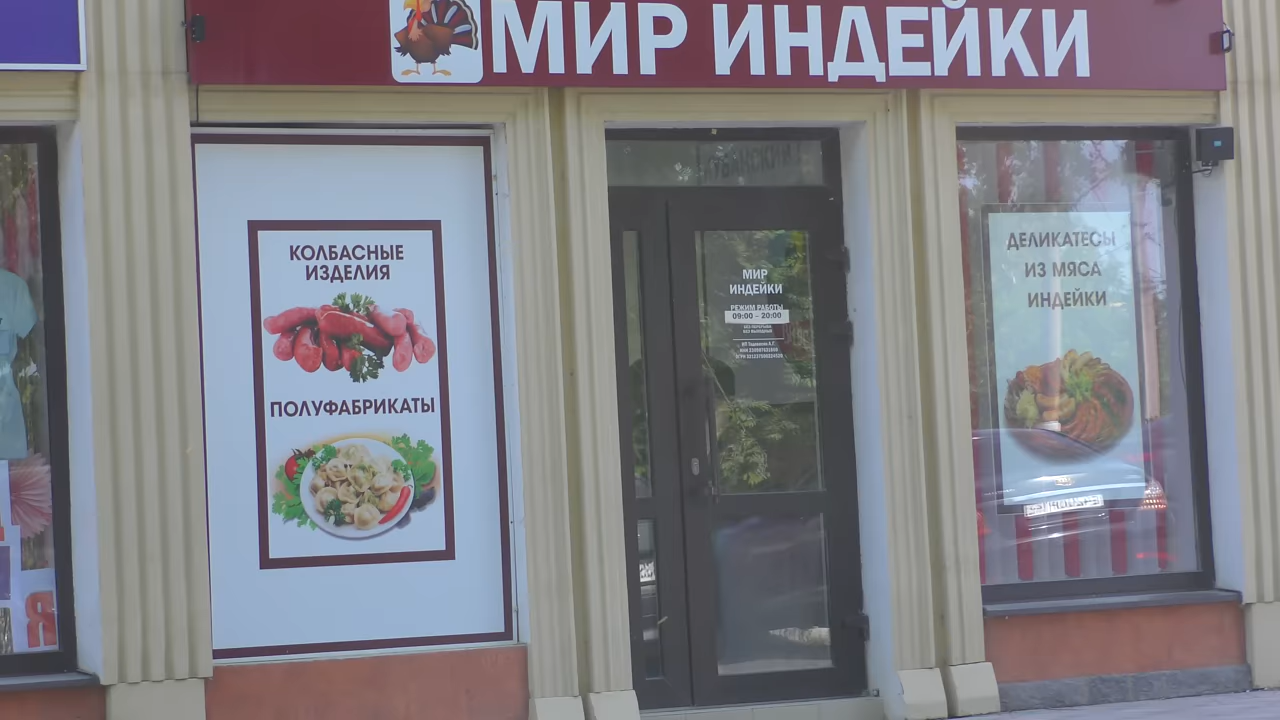 МИР ИНДЕЙКИ
КОЛБАСНЫЕ
ИЗДЕЛИЯ
ПОЛУФАБРИКАТЫ
МИР
ИНДЕЙКИ
РЕЖИМ РАБОТЫ
09:00 - 20:00
ДЕЛИКАТЕСЫ
ИЗ МЯСА
ИНДЕЙКИ
Я